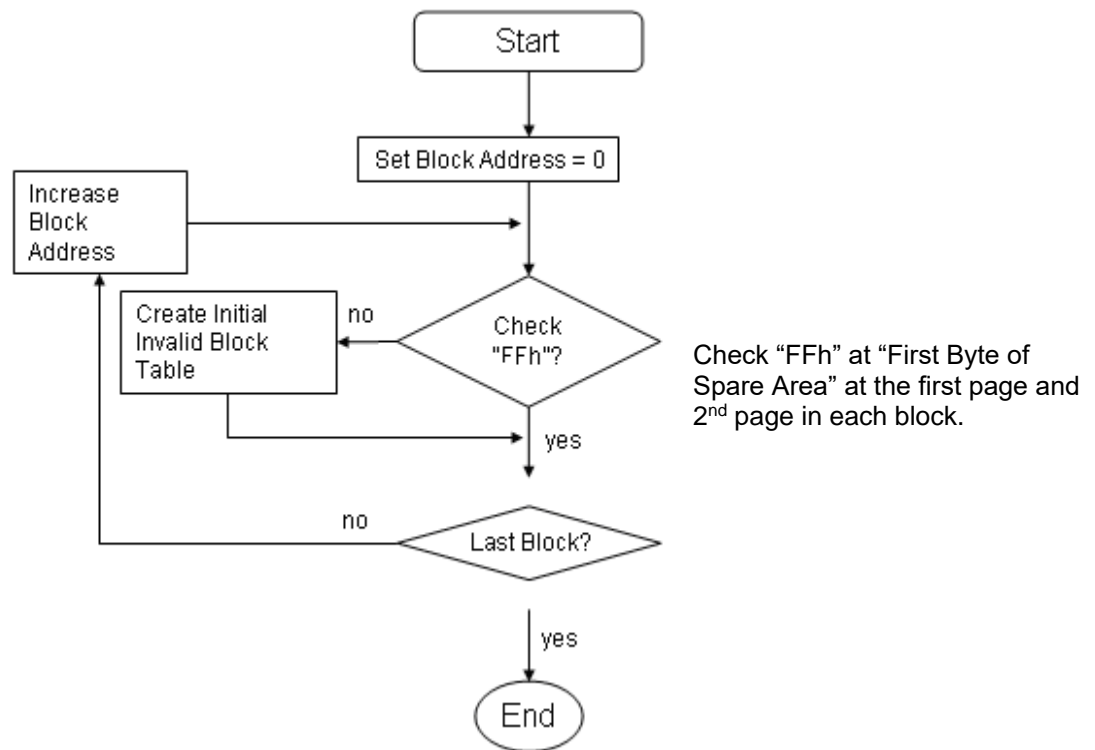 Start
Set Block Address = 0
Increase
Block
Address
Create Initial
Invalid Block
Table
no
Check
"FFh"?
Check “FFh” at “First Byte of
Spare Area” at the first page and
2nd page in each block.
yes
no
Last Block?
yes
End